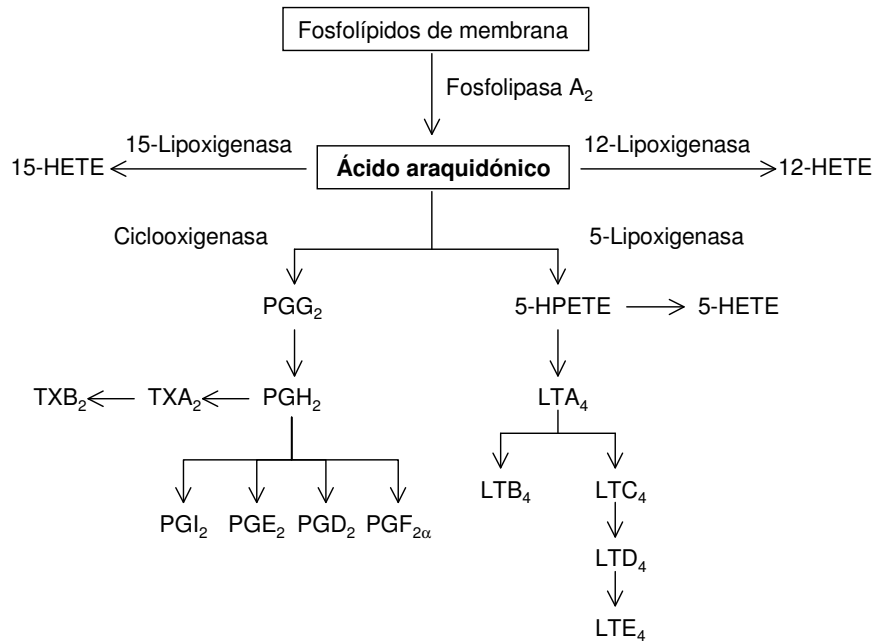 Fosfolípidos de membrana
Fosfolipasa A₂
15-Lipoxigenasa
12-Lipoxigenasa
15-HETE
Ácido araquidónico
12-HETE
Ciclooxigenasa
5-Lipoxigenasa
PGG₂
5-HPETE
5-HETE
TXB₂
TXA₂
PGH₂
LTA₄
LTB₄
LTC₄
PGI₂
PGE₂
PGD₂
PGF₂α
LTD₄
LTE₄